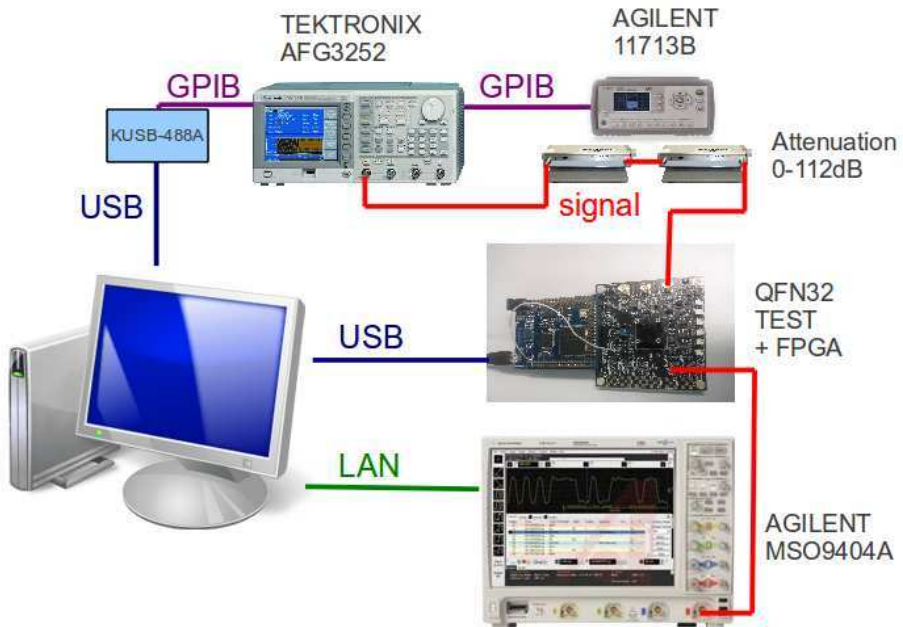 TEKTRONIX
AFG3252
AGILENT
11713B
GPIB
GPIB
KUSB-488A
Attenuation
0-112dB
USB
signal
QFN32
TEST
+ FPGA
USB
LAN
AGILENT
MSO9404A